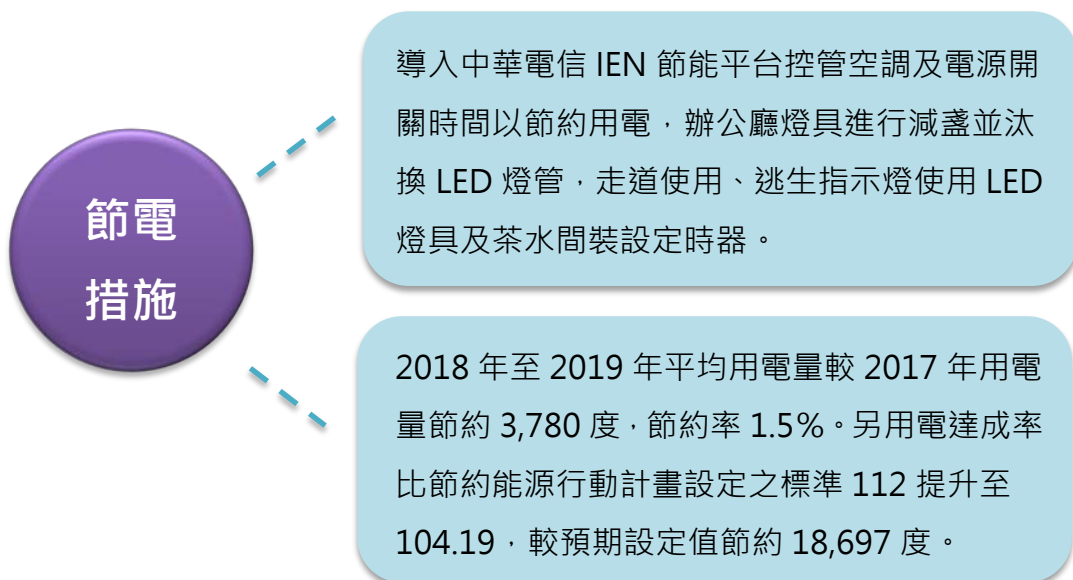 節電
措施
導入中華電信 IEN 節能平台控管空調及電源開
關時間以節約用電，辦公廳燈具進行減盞並汰
換 LED 燈管，走道使用、逃生指示燈使用 LED
燈具及茶水間裝設定時器。
2018 年至 2019 年平均用電量較 2017 年用電
量節約 3,780 度，節約率 1.5%。另用電達成率
比節約能源行動計畫設定之標準 112 提升至
104.19，較預期設定值節約 18,697 度。